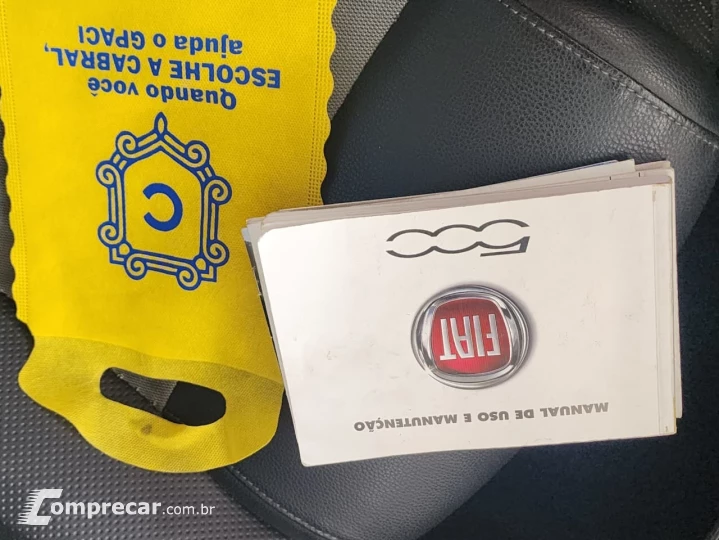 Quando você
ESCOLHE A CABRAL,
ajuda o GPACI
C
500
FIAT
MANUAL DE USO E MANUTENÇÃO
Comprecar.com.br